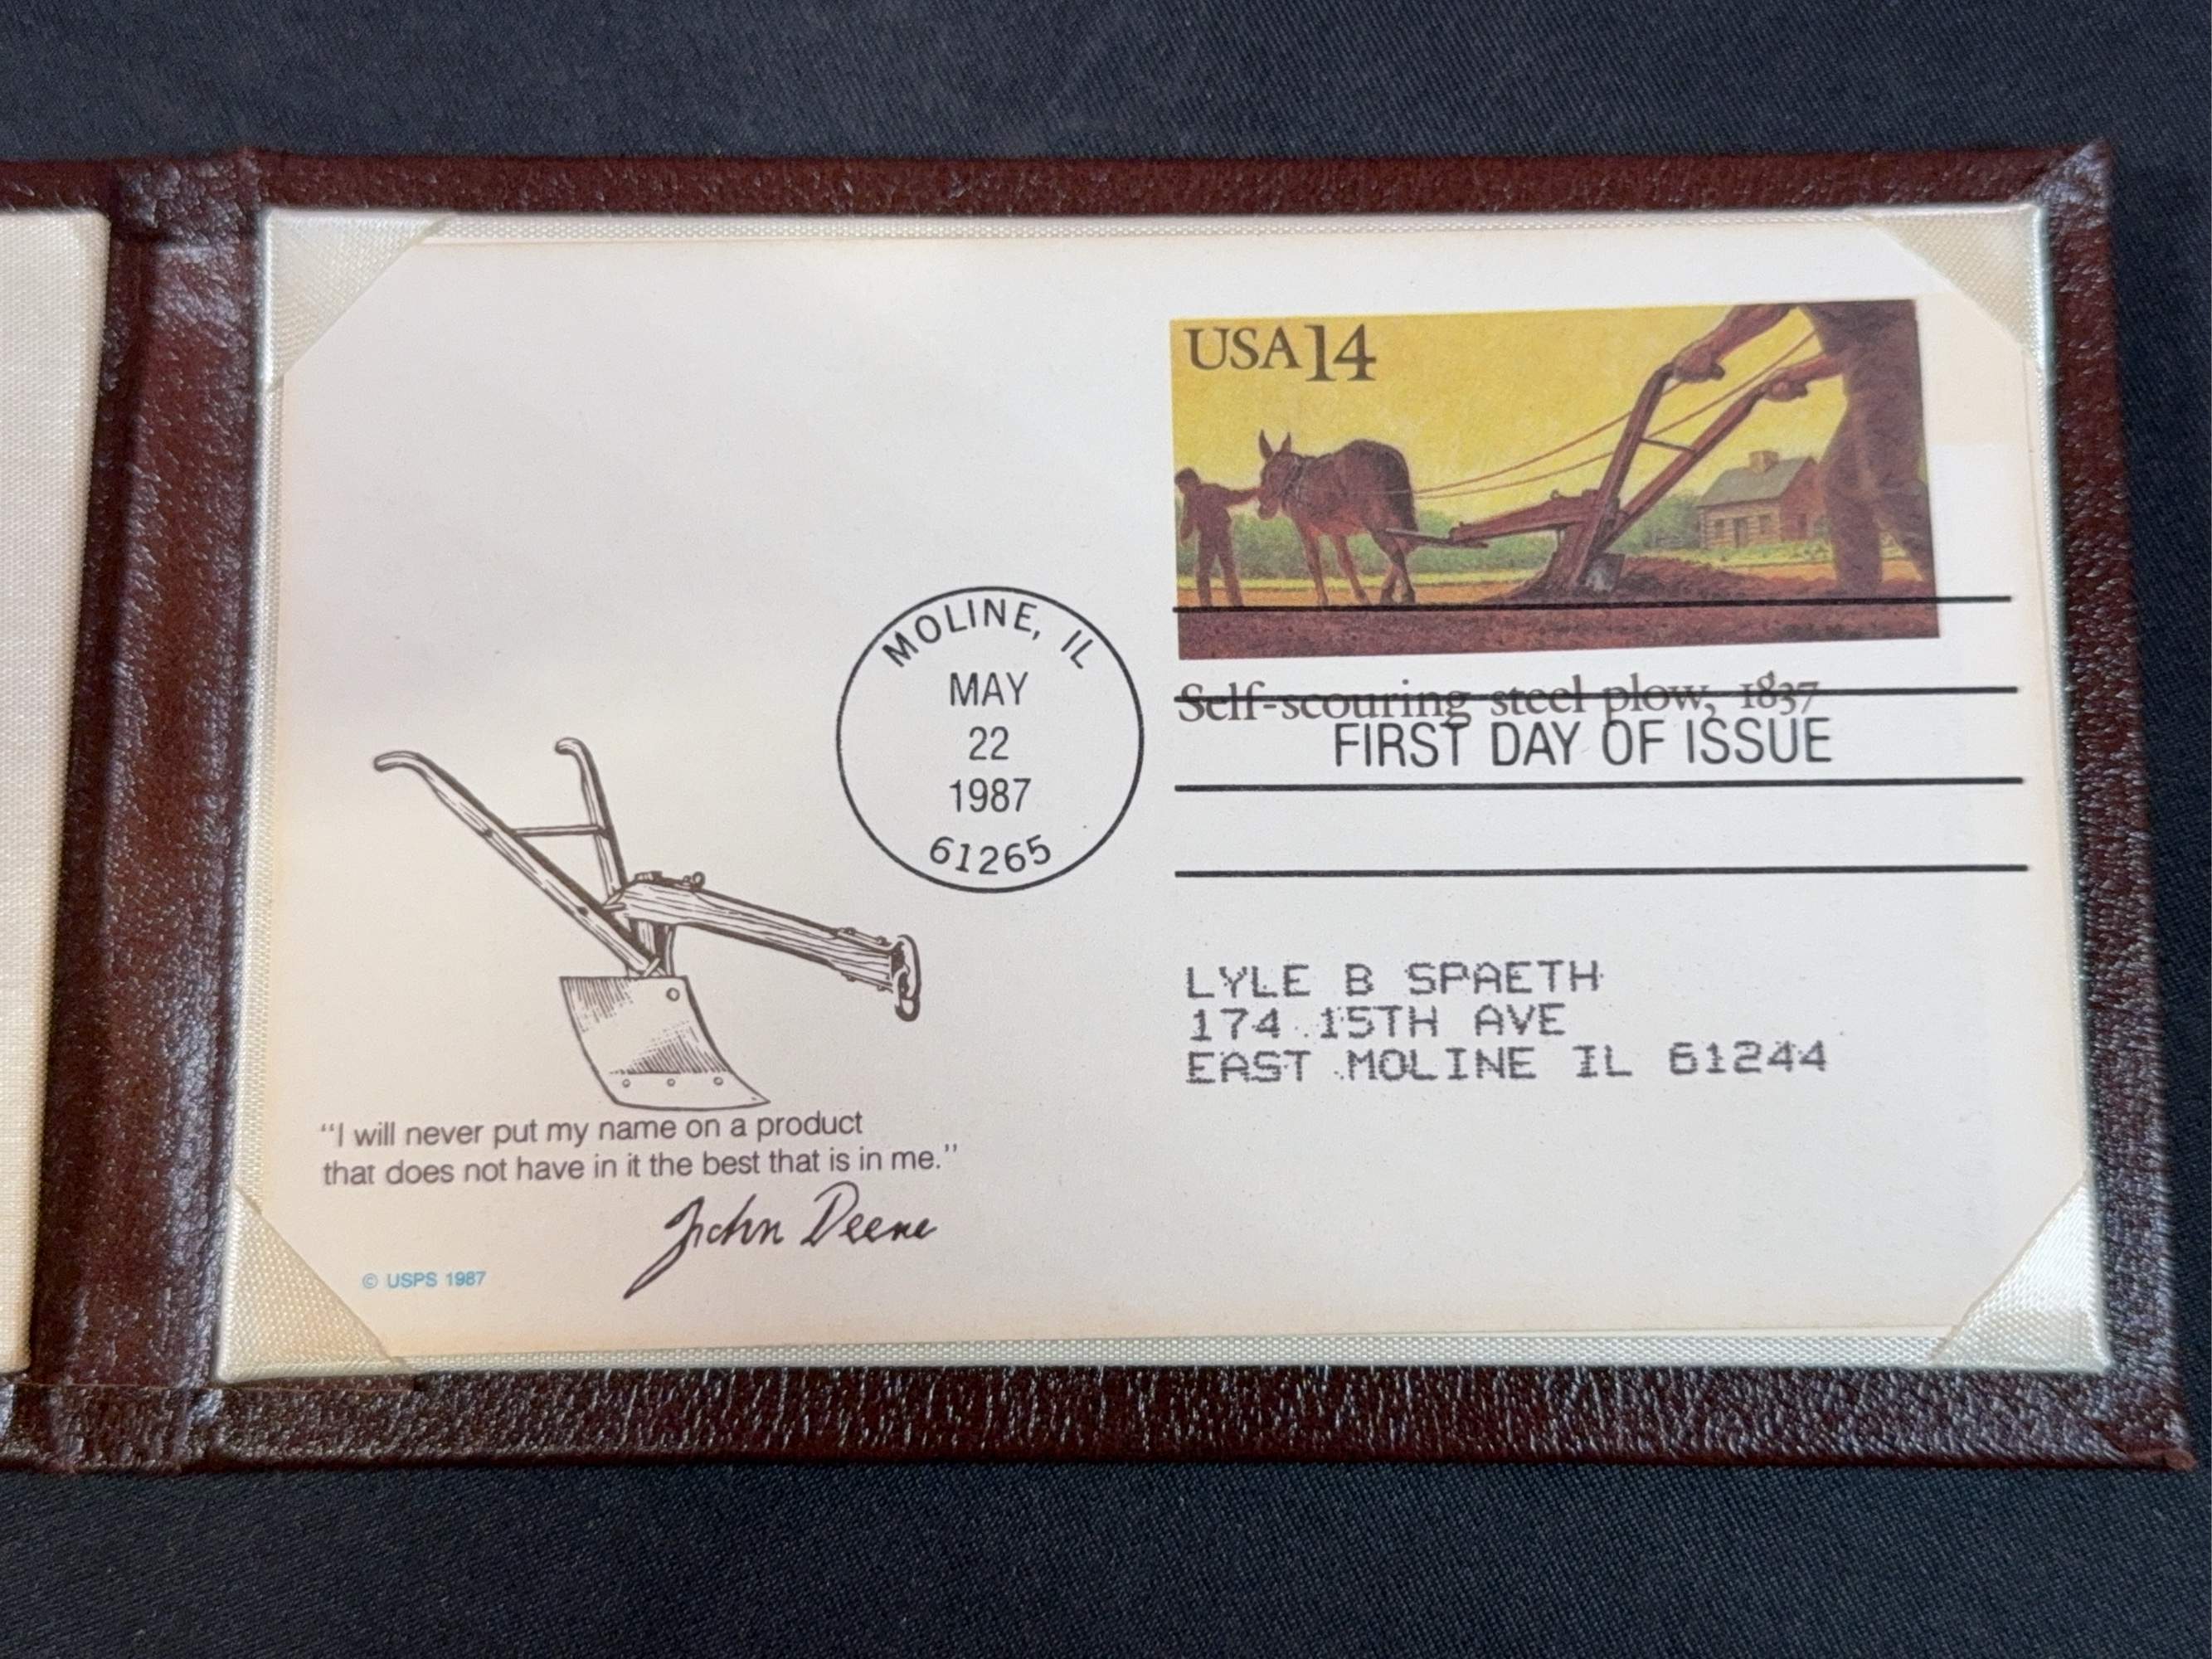 USA 14
MOLINE, IL
MAY
22
1987
61265
Self-scouring steel plow, 1837
FIRST DAY OF ISSUE
LYLE B SPAETH
174 15TH AVE
EAST MOLINE IL 61244
“I will never put my name on a product
that does not have in it the best that is in me.”
John Deere
© USPS 1987